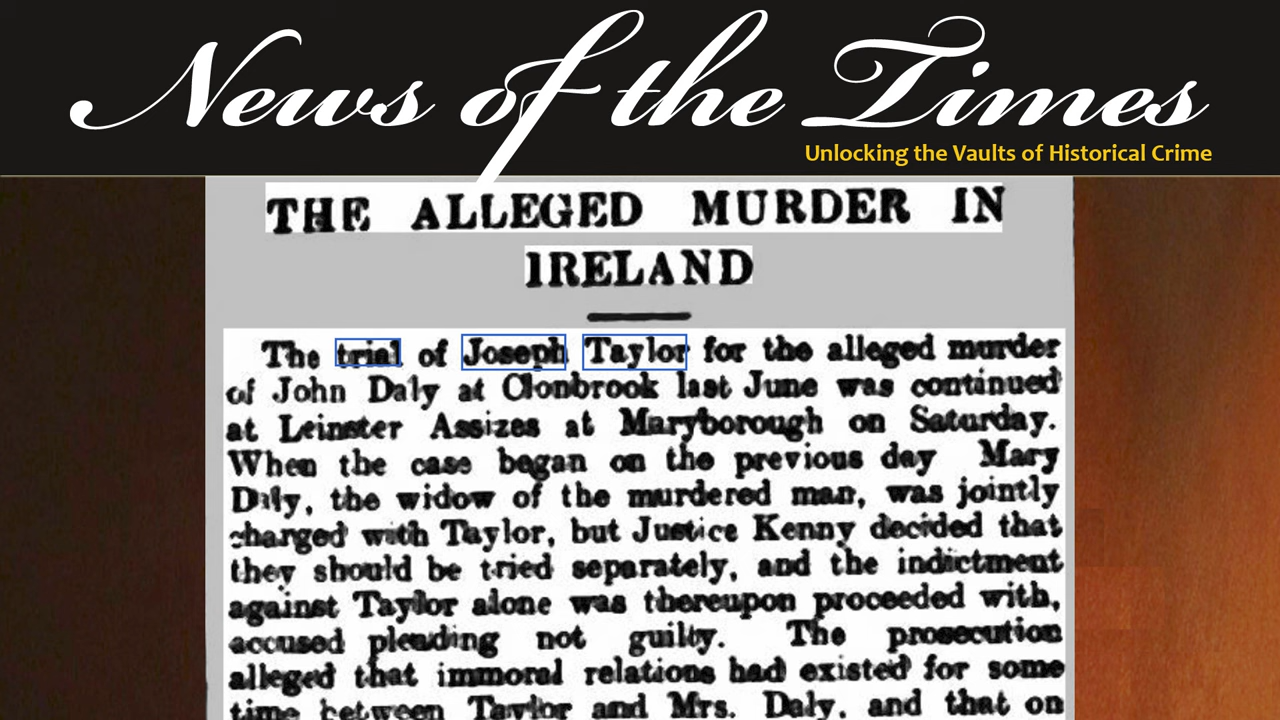 News of the Times
Unlocking the Vaults of Historical Crime
THE ALLEGED MURDER IN
IRELAND
The trial of Joseph Taylor for the alleged murder
of John Daly at Clonbrook last June was continued
at Leinster Assizes at Maryborough on Saturday.
When the case began on the previous day Mary
Daly, the widow of the murdered man, was jointly
charged with Taylor, but Justice Kenny decided that
they should be tried separately, and the indictment
against Taylor alone was thereupon proceeded with,
accused pleading not guilty. The prosecution
alleged that immoral relations had existed for some
time between Taylor and Mrs. Daly, and that on